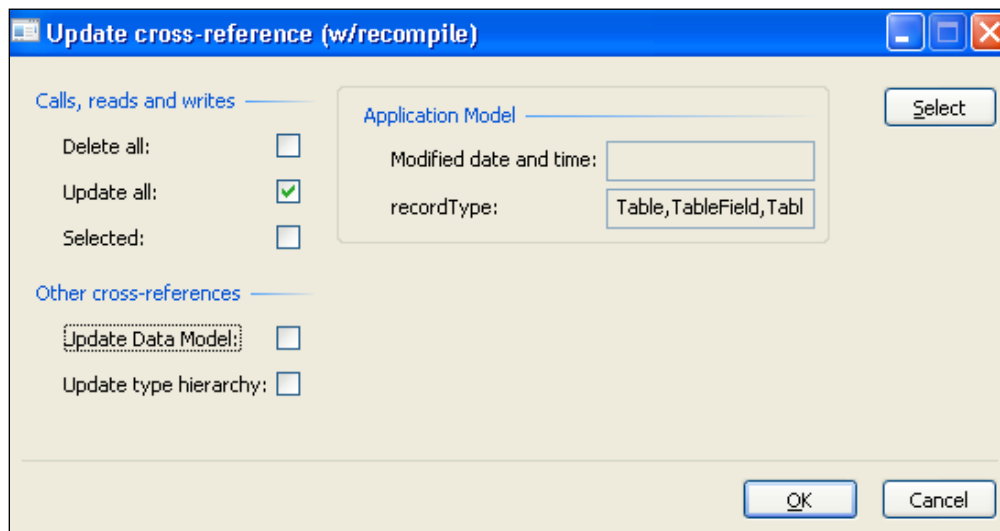 Update cross-reference (w/recompile)
Calls, reads and writes
Delete all:
Update all:
Selected:
Other cross-references
Update Data Model:
Update type hierarchy:
Application Model
Modified date and time:
recordType: Table,TableField,Tabl
Select
OK Cancel